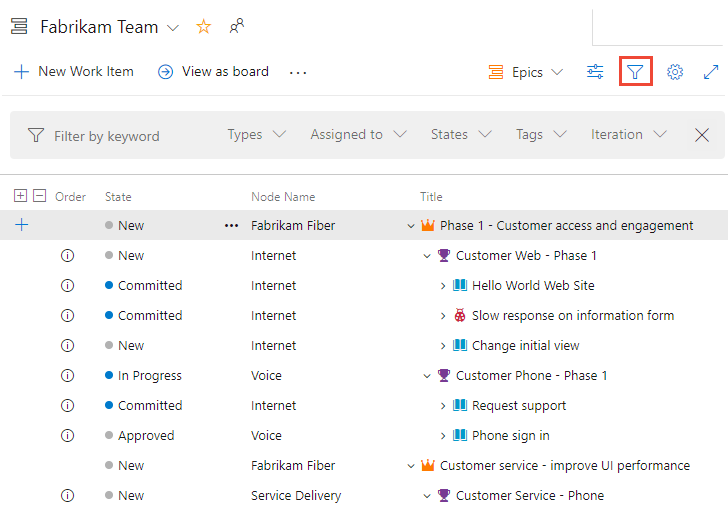 Fabrikam Team
New Work Item View as board ... Epics
Filter by keyword Types Assigned to States Tags Iteration
Order State Node Name Title
New ... Fabrikam Fiber Phase 1 - Customer access and engagement
New Internet Customer Web - Phase 1
Committed Internet Hello World Web Site
Committed Internet Slow response on information form
New Internet Change initial view
In Progress Voice Customer Phone - Phase 1
Committed Internet Request support
Approved Voice Phone sign in
New Fabrikam Fiber Customer service - improve UI performance
New Service Delivery Customer Service - Phone